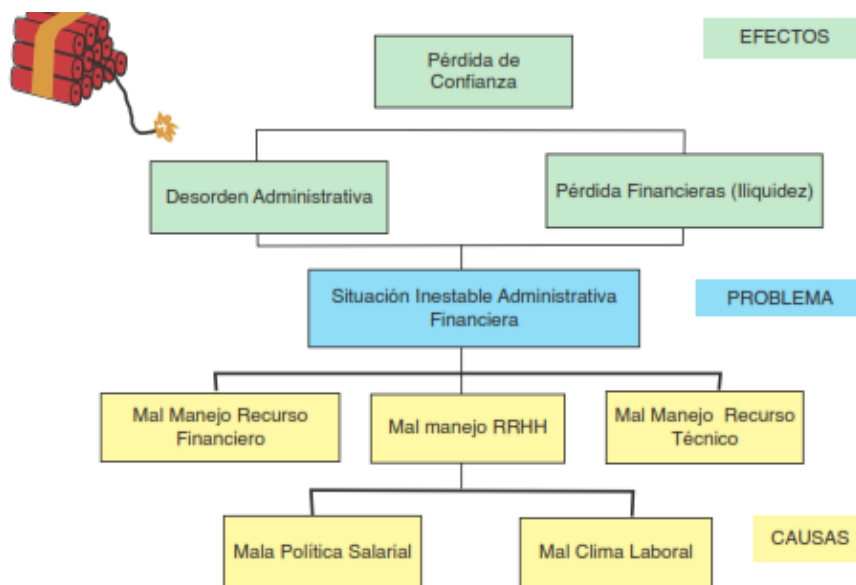 EFECTOS
Pérdida de
Confianza
Desorden Administrativa
Pérdida Financieras (Iliquidez)
Situación Inestable Administrativa
Financiera
PROBLEMA
Mal Manejo Recurso
Financiero
Mal manejo RRHH
Mal Manejo Recurso
Técnico
Mala Política Salarial
Mal Clima Laboral
CAUSAS